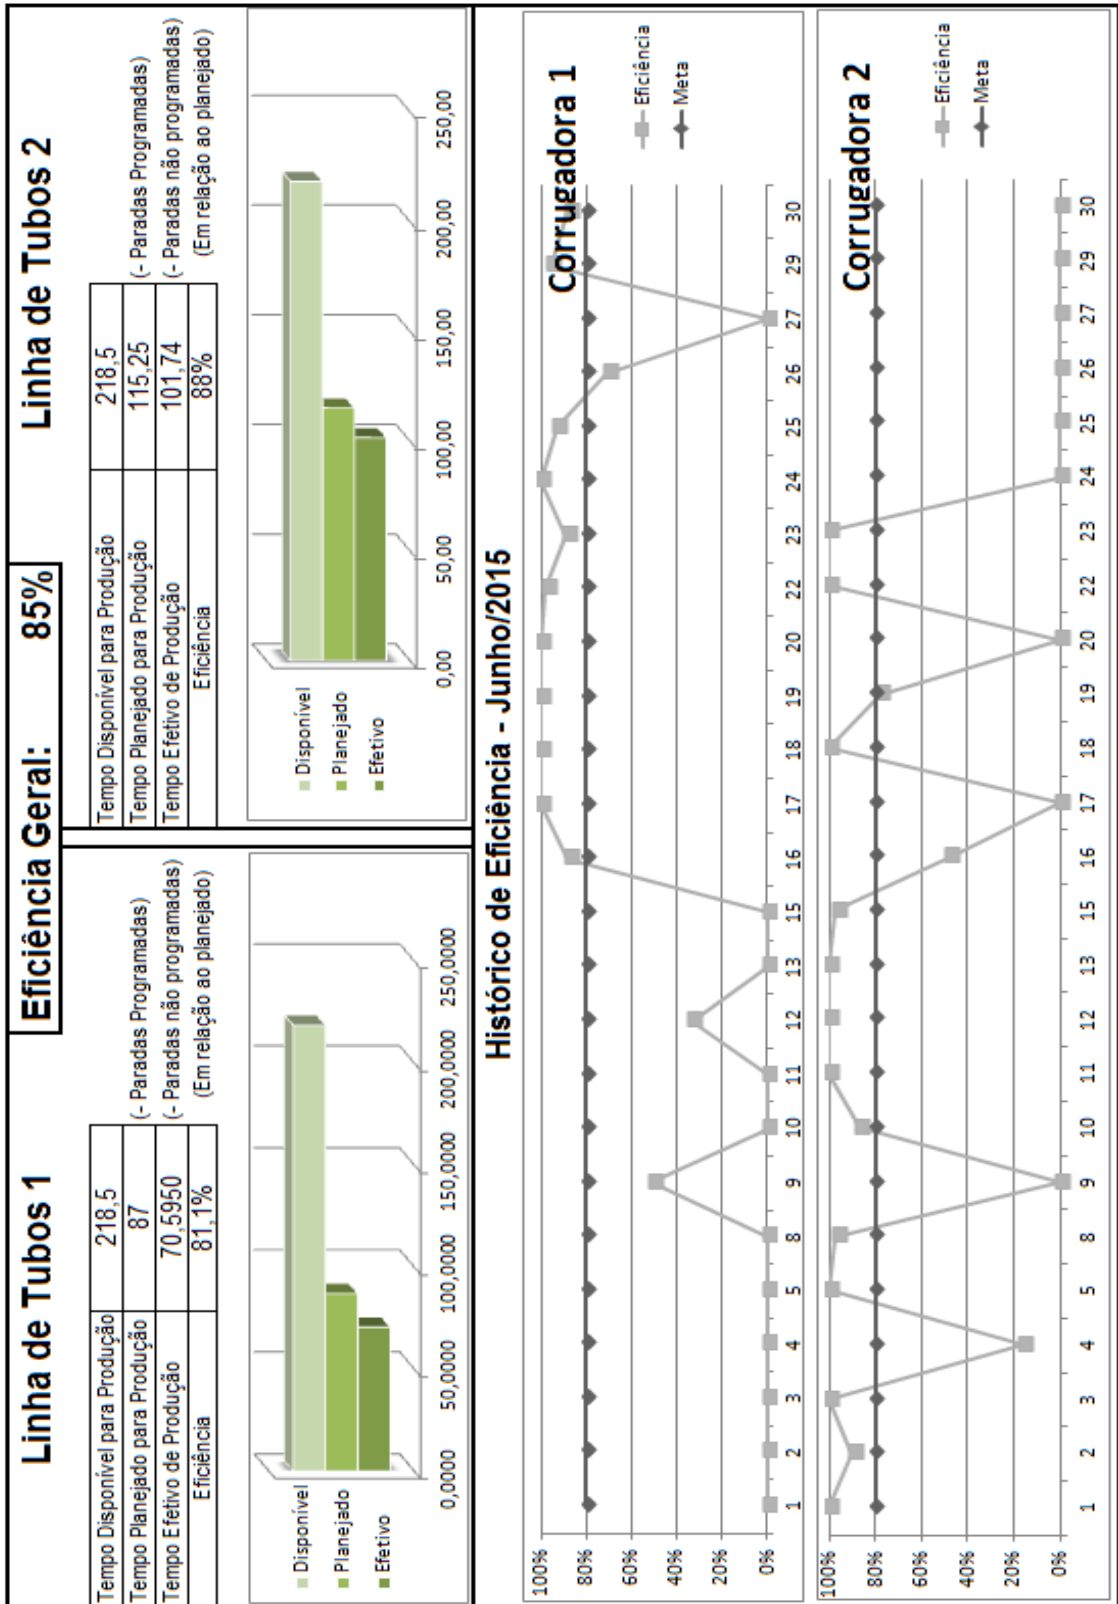 Eficiência Geral: 85%
Linha de Tubos 1
Tempo Disponível para Produção 218,5
Tempo Planejado para Produção 87 (- Paradas Programadas)
Tempo Efetivo de Produção 70,5950 (- Paradas não programadas)
Eficiência 81,1% (Em relação ao planejado)
Disponível
Planejado
Efetivo
0,0000 50,0000 100,0000 150,0000 200,0000 250,0000
Linha de Tubos 2
Tempo Disponível para Produção 218,5
Tempo Planejado para Produção 115,25 (- Paradas Programadas)
Tempo Efetivo de Produção 101,74 (- Paradas não programadas)
Eficiência 88% (Em relação ao planejado)
Disponível
Planejado
Efetivo
0,00 50,00 100,00 150,00 200,00 250,00
Histórico de Eficiência - Junho/2015
Corrugadora 1
100%
80%
60%
40%
20%
0%
1 2 3 4 5 8 9 10 11 12 13 15 16 17 18 19 20 22 23 24 25 26 27 29 30
Eficiência
Meta
Corrugadora 2
100%
80%
60%
40%
20%
0%
1 2 3 4 5 8 9 10 11 12 13 15 16 17 18 19 20 22 23 24 25 26 27 29 30
Eficiência
Meta